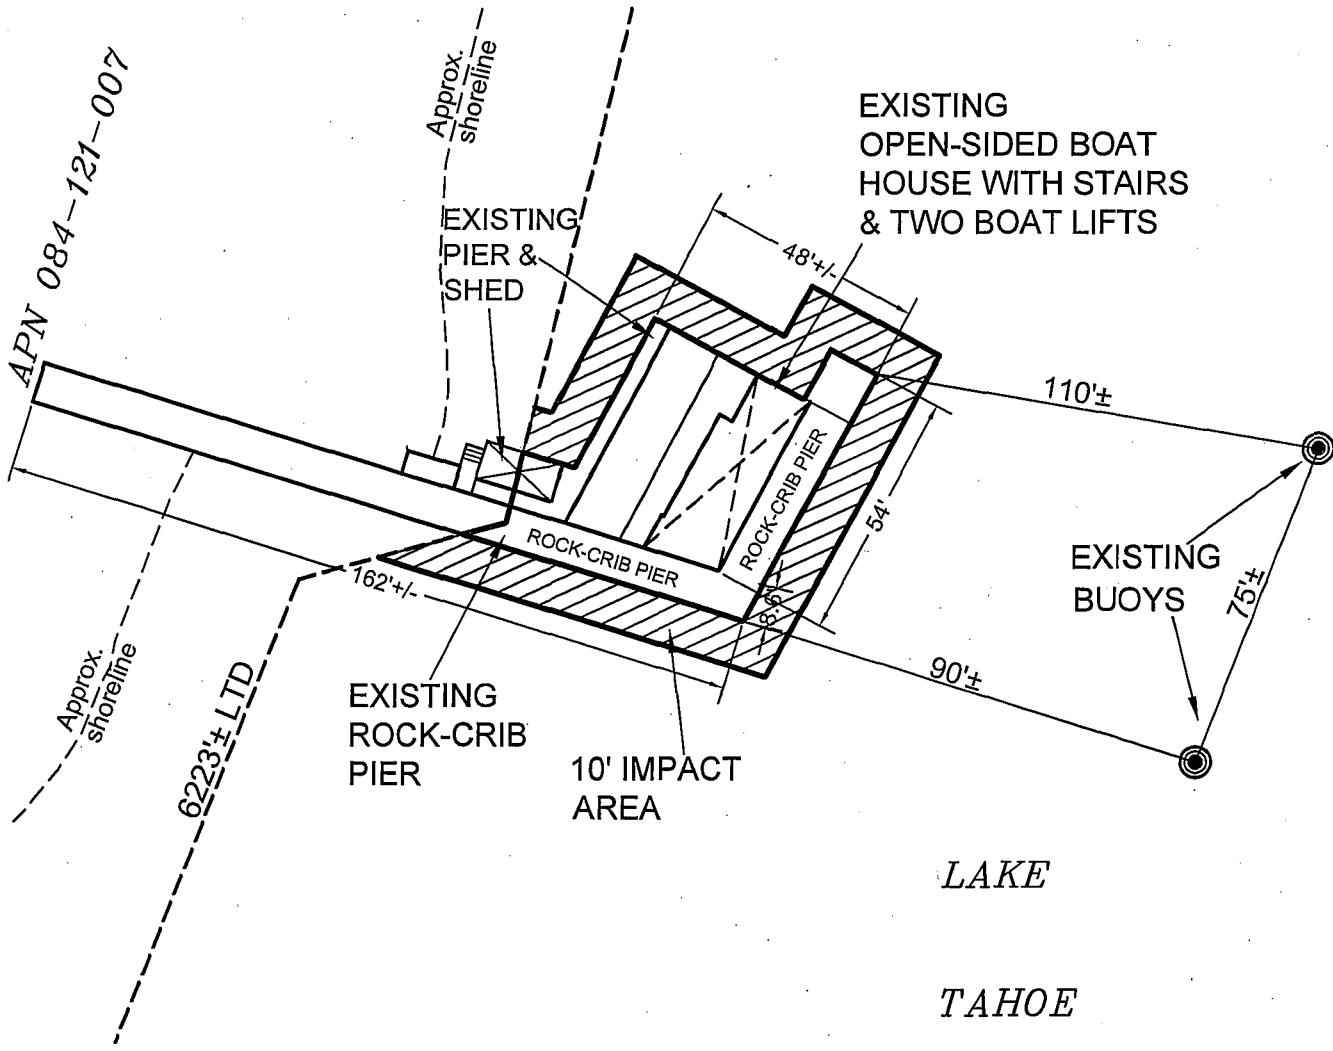 APN 084-121-007
Approx.
shoreline
EXISTING
OPEN-SIDED BOAT
HOUSE WITH STAIRS
& TWO BOAT LIFTS
EXISTING
PIER &
SHED
48'+/-
110'±
ROCK-CRIB PIER
ROCK-CRIB PIER
54'
8.6'
162'+/-
EXISTING
BUOYS
75'±
90'±
Approx.
shoreline
6223'± LTD
EXISTING
ROCK-CRIB
PIER
10' IMPACT
AREA
LAKE
TAHOE